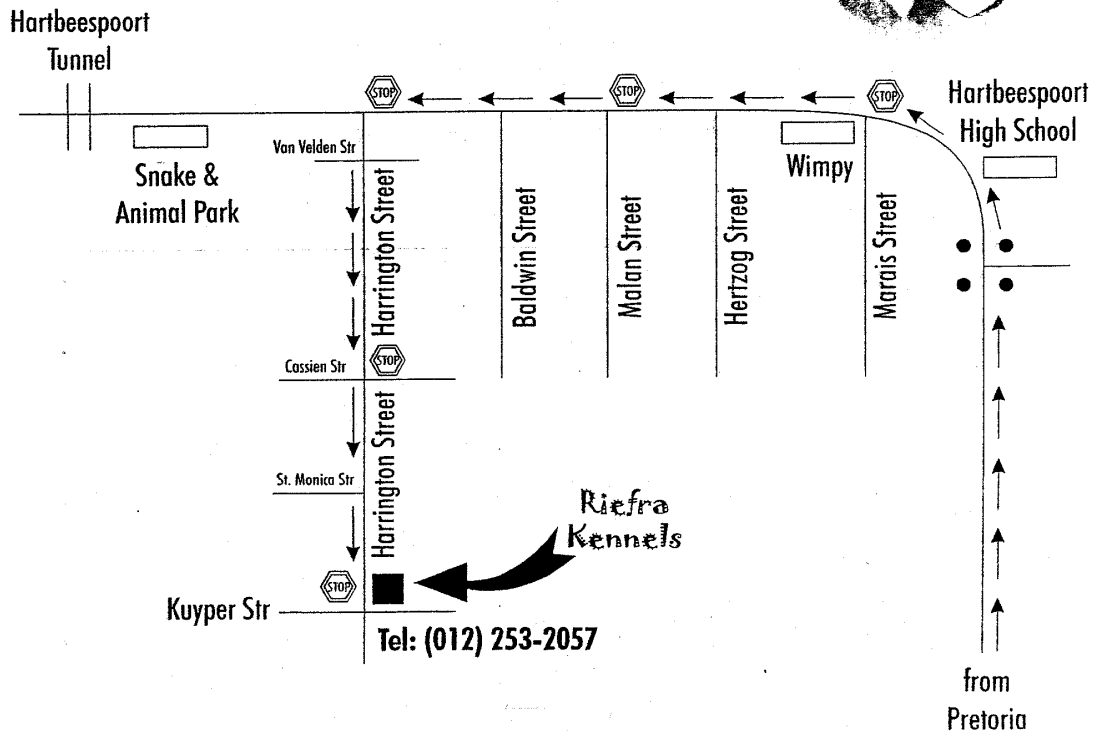 Hartbeespoort
Tunnel
STOP
STOP
STOP
Hartbeespoort
High School
Van Velden Str
Snake &
Animal Park
Wimpy
Harrington Street
Baldwin Street
Malan Street
Hertzog Street
Marais Street
Cassien Str
STOP
Harrington Street
St. Monica Str
Riefra
Kennels
STOP
Kuyper Str
Tel: (012) 253-2057
from
Pretoria